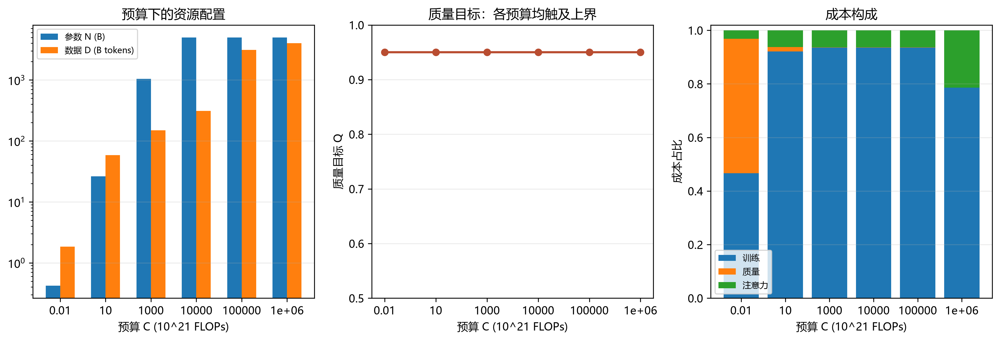 预算下的资源配置
参数 N (B)
数据 D (B tokens)
10³
10²
10¹
10⁰
0.01 10 1000 10000 100000 1e+06
预算 C (10^21 FLOPs)
质量目标：各预算均触及上界
质量目标 Q
1.0
0.9
0.8
0.7
0.6
0.5
0.01 10 1000 10000 100000 1e+06
预算 C (10^21 FLOPs)
成本构成
成本占比
1.0
0.8
0.6
0.4
0.2
0.0
训练
质量
注意力
0.01 10 1000 10000 100000 1e+06
预算 C (10^21 FLOPs)